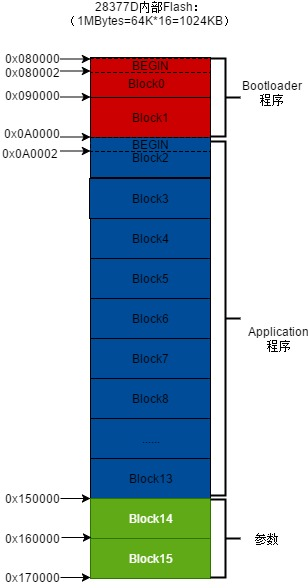 28377D内部Flash:
（1MBytes=64K*16=1024KB）
0x080000
BEGIN
0x080002
Block0
Bootloader
程序
0x090000
Block1
0x0A0000
BEGIN
0x0A0002
Block2
Block3
Block4
Block5
Block6
Application
程序
Block7
Block8
......
Block13
0x150000
Block14
参数
0x160000
Block15
0x170000